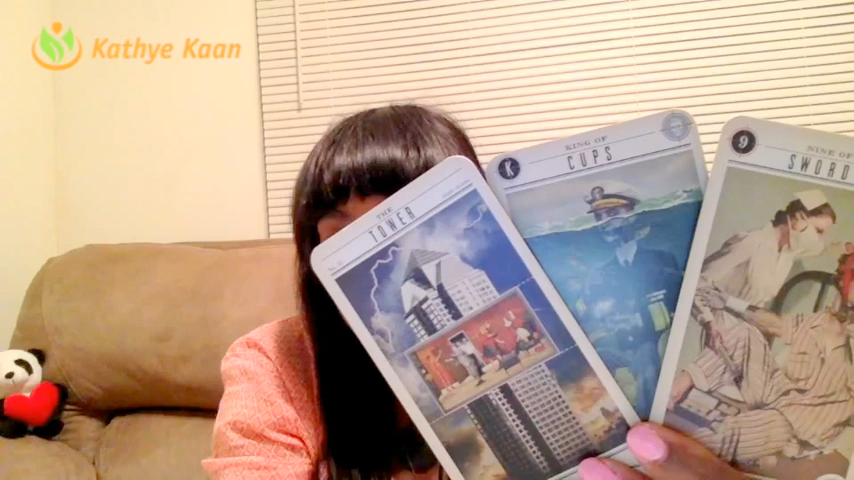 Kathye Kaan
THE
TOWER
K
KING OF
CUPS
9
NINE OF
SWORD